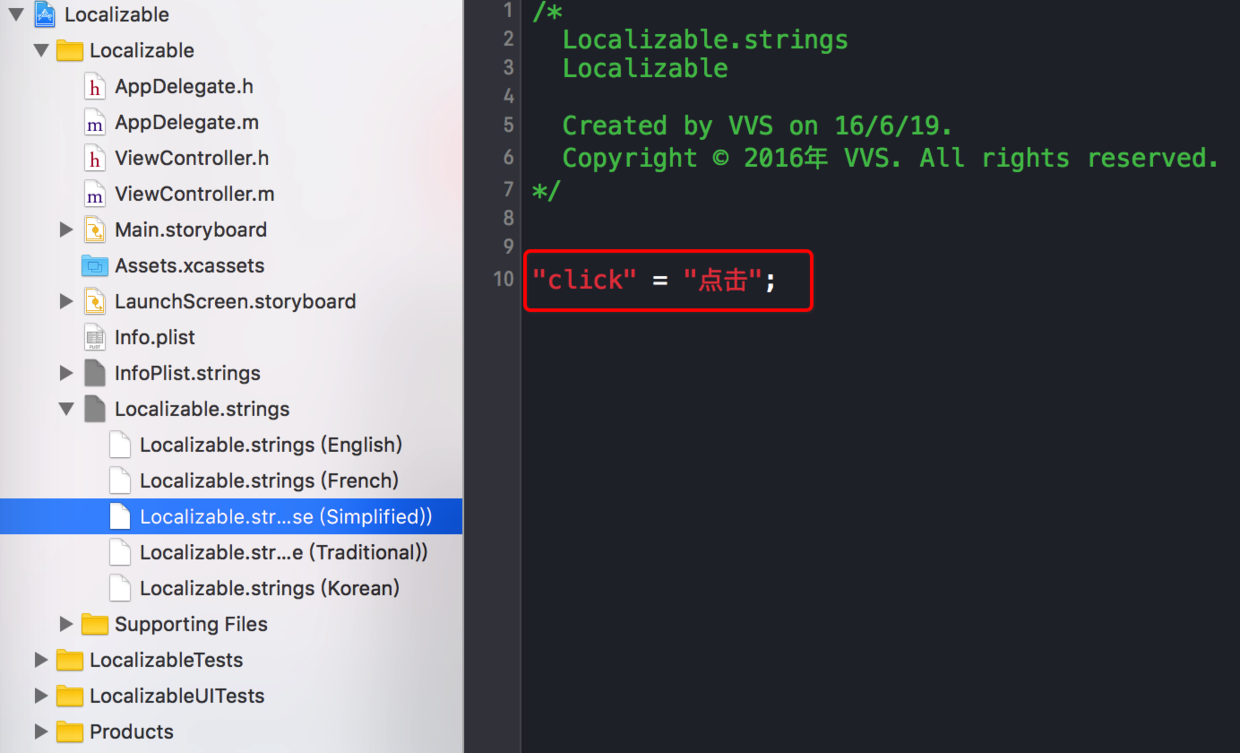 Localizable
Localizable
AppDelegate.h
AppDelegate.m
ViewController.h
ViewController.m
Main.storyboard
Assets.xcassets
LaunchScreen.storyboard
Info.plist
InfoPlist.strings
Localizable.strings
Localizable.strings (English)
Localizable.strings (French)
Localizable.str...se (Simplified))
Localizable.str...e (Traditional))
Localizable.strings (Korean)
Supporting Files
LocalizableTests
LocalizableUITests
Products
1 /*
2 Localizable.strings
3 Localizable
4
5 Created by VVS on 16/6/19.
6 Copyright © 2016年 VVS. All rights reserved.
7 */
8
9
10 "click" = "点击";